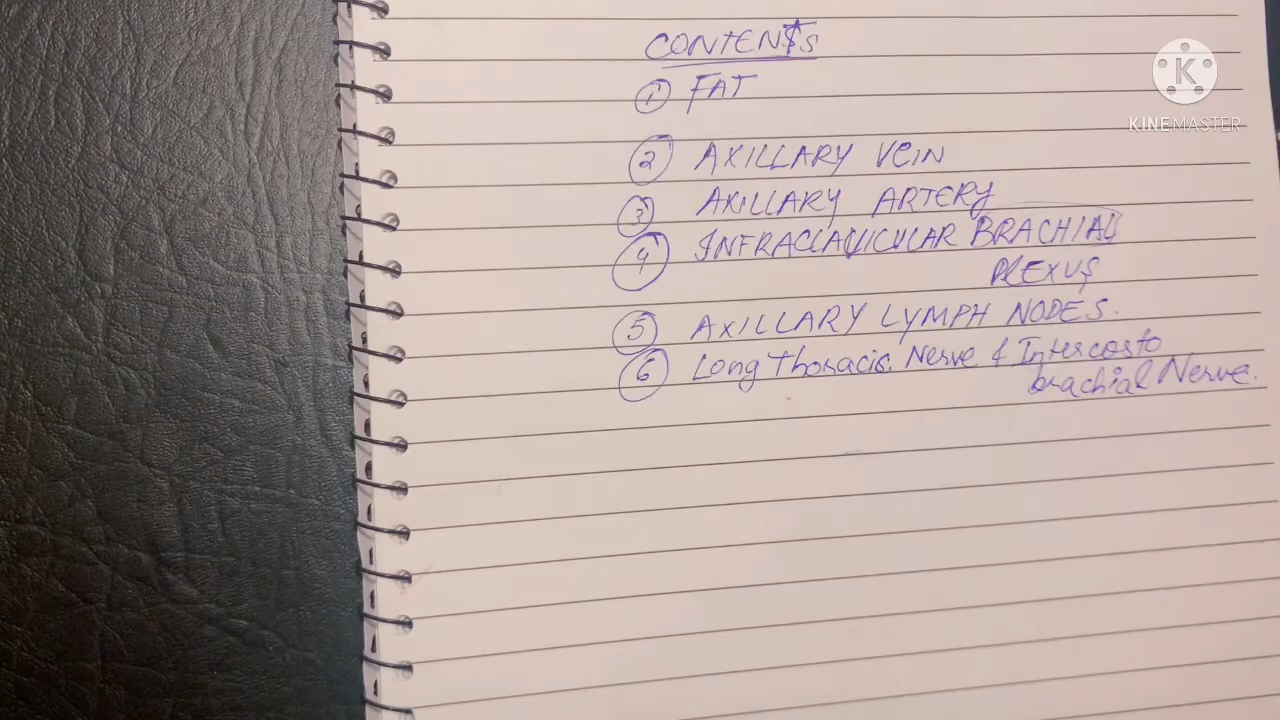 CONTENTS
① FAT
② AXILLARY VEIN
③ AXILLARY ARTERY
④ INFRACLAVICULAR BRACHIAL
PLEXUS
⑤ AXILLARY LYMPH NODES.
⑥ Long Thoracic Nerve & Intercosto
brachial Nerve.
K
KINEMASTER